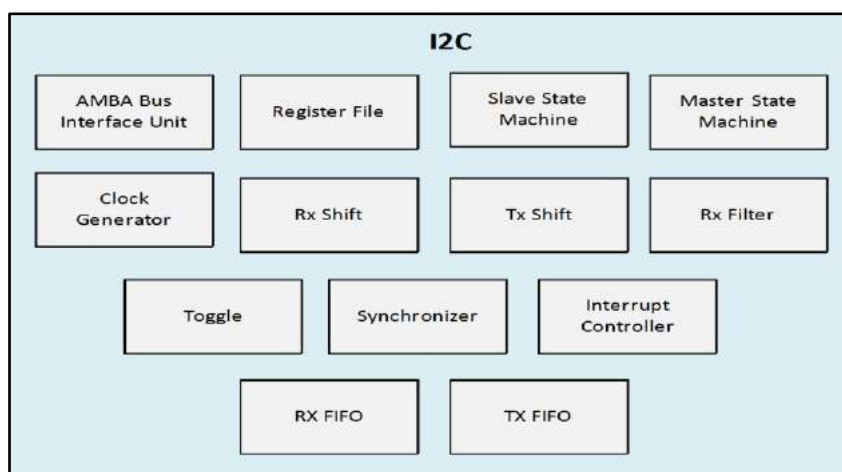 I2C
AMBA Bus
Interface Unit
Register File
Slave State
Machine
Master State
Machine
Clock
Generator
Rx Shift
Tx Shift
Rx Filter
Toggle
Synchronizer
Interrupt
Controller
RX FIFO
TX FIFO